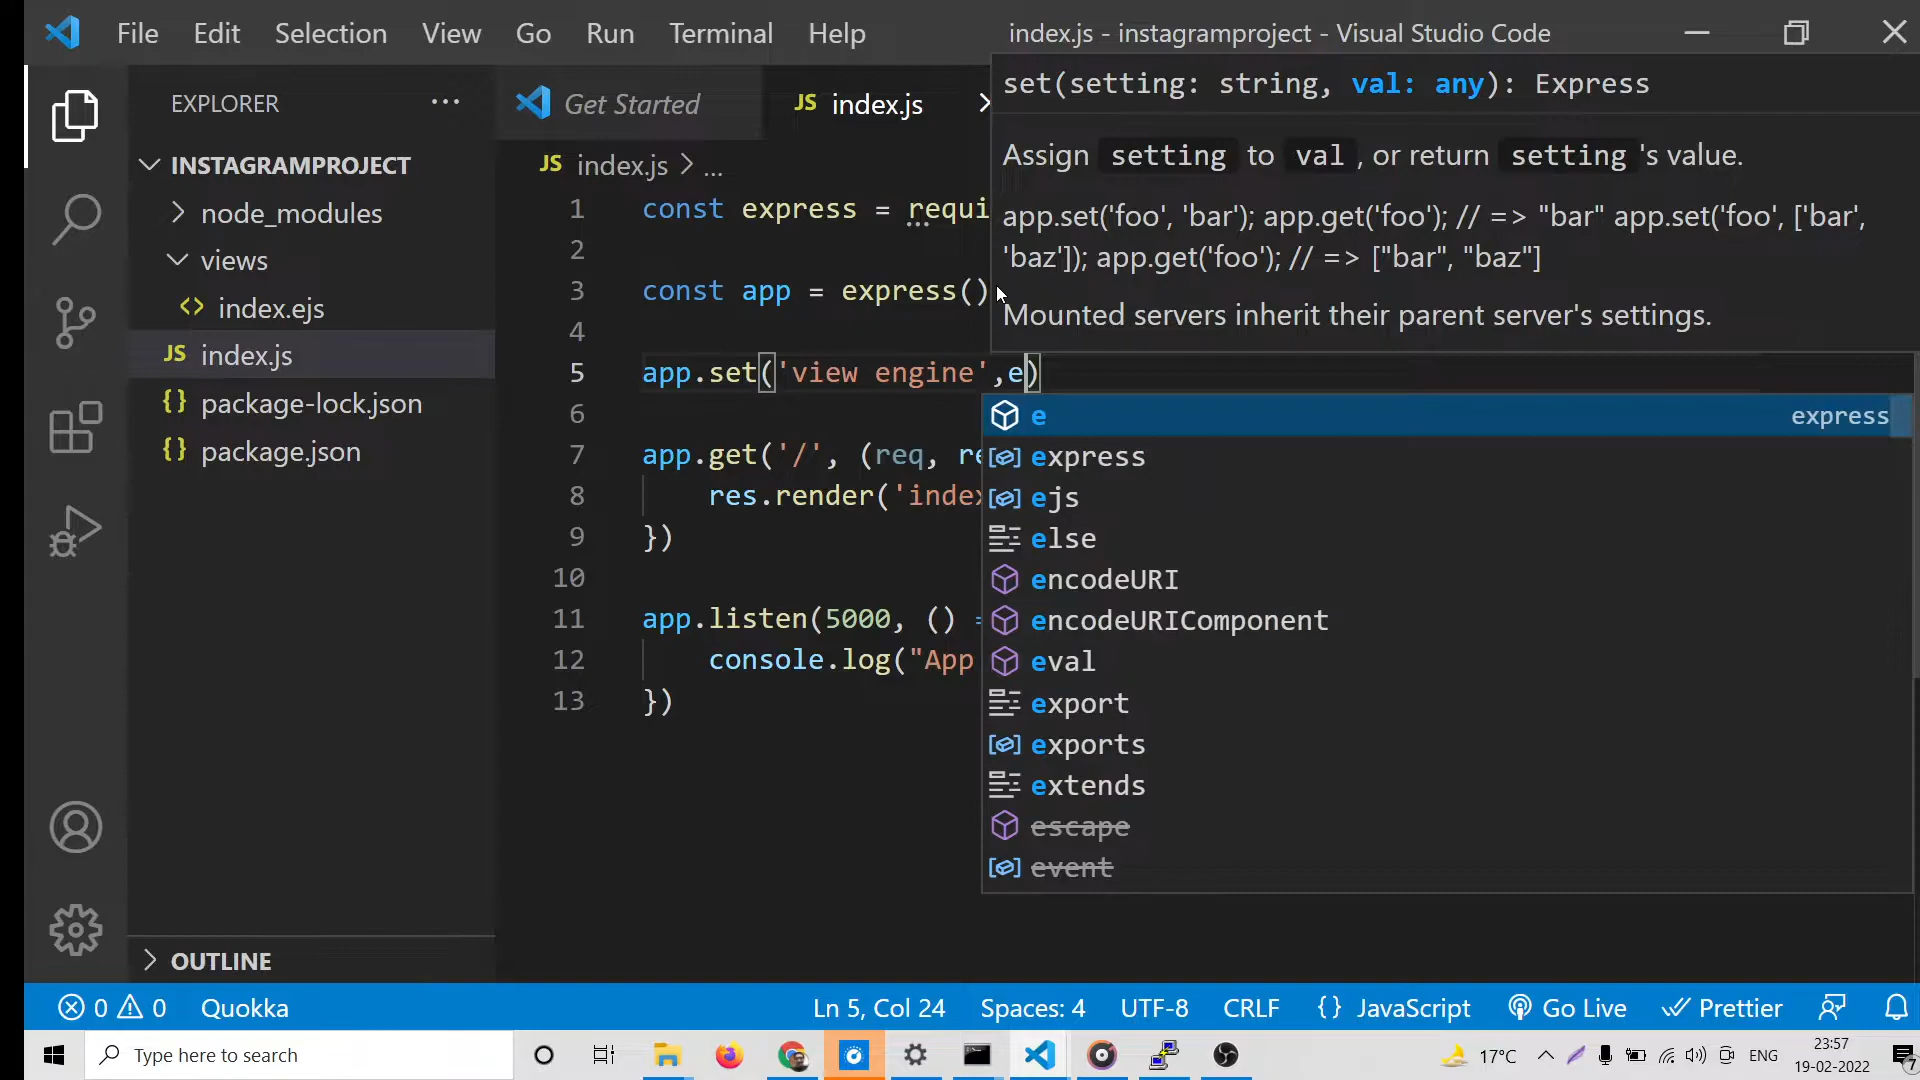 File Edit Selection View Go Run Terminal Help index.js - instagramproject - Visual Studio Code
EXPLORER ...
Get Started
JS index.js
INSTAGRAMPROJECT
node_modules
views
index.ejs
JS index.js
{} package-lock.json
{} package.json
OUTLINE
JS index.js > ...
1 const express = requi
2
3 const app = express()
4
5 app.set('view engine',e)
6
7 app.get('/', (req, re
8 res.render('index
9 })
10
11 app.listen(5000, () =
12 console.log("App
13 })
set(setting: string, val: any): Express
Assign setting to val , or return setting 's value.
app.set('foo', 'bar'); app.get('foo'); // => "bar" app.set('foo', ['bar',
'baz']); app.get('foo'); // => ["bar", "baz"]
Mounted servers inherit their parent server's settings.
e express
express
ejs
else
encodeURI
encodeURIComponent
eval
export
exports
extends
escape
event
0 0 Quokka Ln 5, Col 24 Spaces: 4 UTF-8 CRLF {} JavaScript Go Live Prettier
Type here to search 17°C ENG 23:57
19-02-2022 7